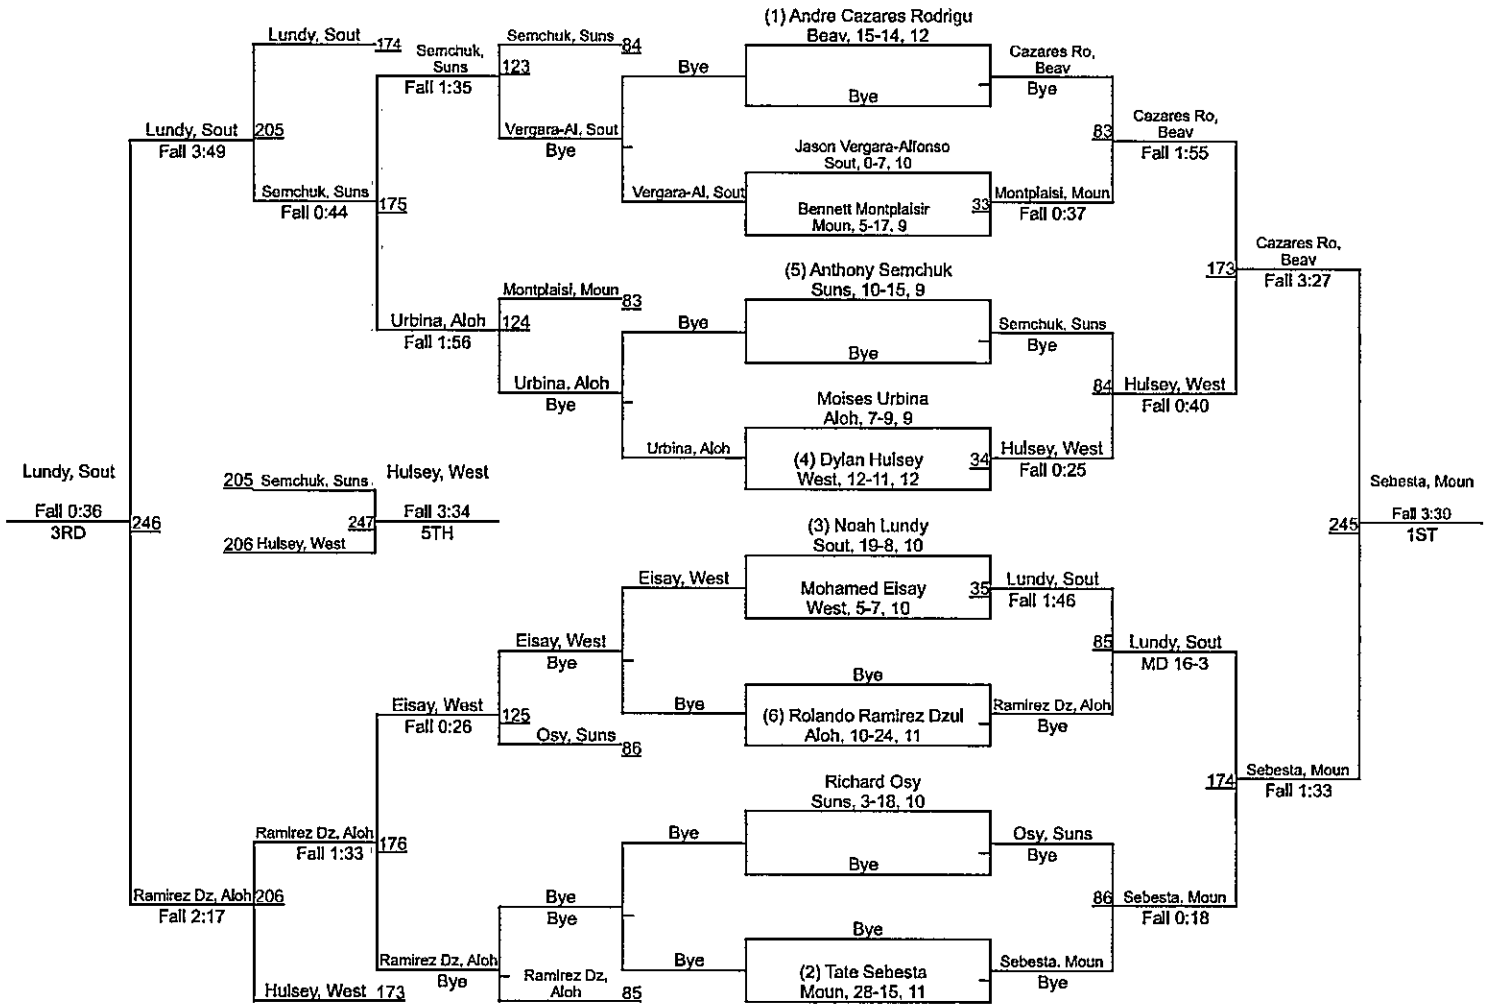 (1) Andre Cazares Rodrigu
Beav, 15-14, 12
Lundy, Sout
174
Semchuk, Suns
84
Semchuk,
Suns
123
Fall 1:35
Bye
Bye
Cazares Ro,
Beav
Bye
Lundy, Sout
205
Fall 3:49
Vergara-Al, Sout
Bye
83
Cazares Ro,
Beav
Fall 1:55
Jason Vergara-Alfonso
Sout, 0-7, 10
Semchuk, Suns
Fall 0:44
175
Vergara-Al, Sout
Bennett Montplaisir
Moun, 5-17, 9
33
Montplaisi, Moun
Fall 0:37
173
Cazares Ro,
Beav
Fall 3:27
(5) Anthony Semchuk
Suns, 10-15, 9
Montplaisi, Moun
83
Urbina, Aloh
124
Fall 1:56
Bye
Bye
Semchuk, Suns
Bye
Urbina, Aloh
Bye
84
Hulsey, West
Fall 0:40
Moises Urbina
Aloh, 7-9, 9
Urbina, Aloh
(4) Dylan Hulsey
West, 12-11, 12
34
Hulsey, West
Fall 0:25
Lundy, Sout
Fall 0:36
3RD
246
205
Semchuk, Suns
206
Hulsey, West
247
Hulsey, West
Fall 3:34
5TH
245
Sebesta, Moun
Fall 3:30
1ST
(3) Noah Lundy
Sout, 19-8, 10
Eisay, West
Mohamed Eisay
West, 5-7, 10
35
Lundy, Sout
Fall 1:46
Eisay, West
Bye
85
Lundy, Sout
MD 16-3
Bye
Eisay, West
Fall 0:26
125
Bye
(6) Rolando Ramirez Dzul
Aloh, 10-24, 11
Ramirez Dz, Aloh
Bye
Osy, Suns
86
174
Sebesta, Moun
Fall 1:33
Richard Osy
Suns, 3-18, 10
Ramirez Dz, Aloh
Fall 1:33
176
Bye
Bye
Osy, Suns
Bye
Ramirez Dz, Aloh
206
Fall 2:17
Bye
Bye
86
Sebesta, Moun
Fall 0:18
Bye
Ramirez Dz, Aloh
Bye
Bye
(2) Tate Sebesta
Moun, 28-15, 11
Sebesta, Moun
Bye
Hulsey, West
173
Ramirez Dz,
Aloh
85